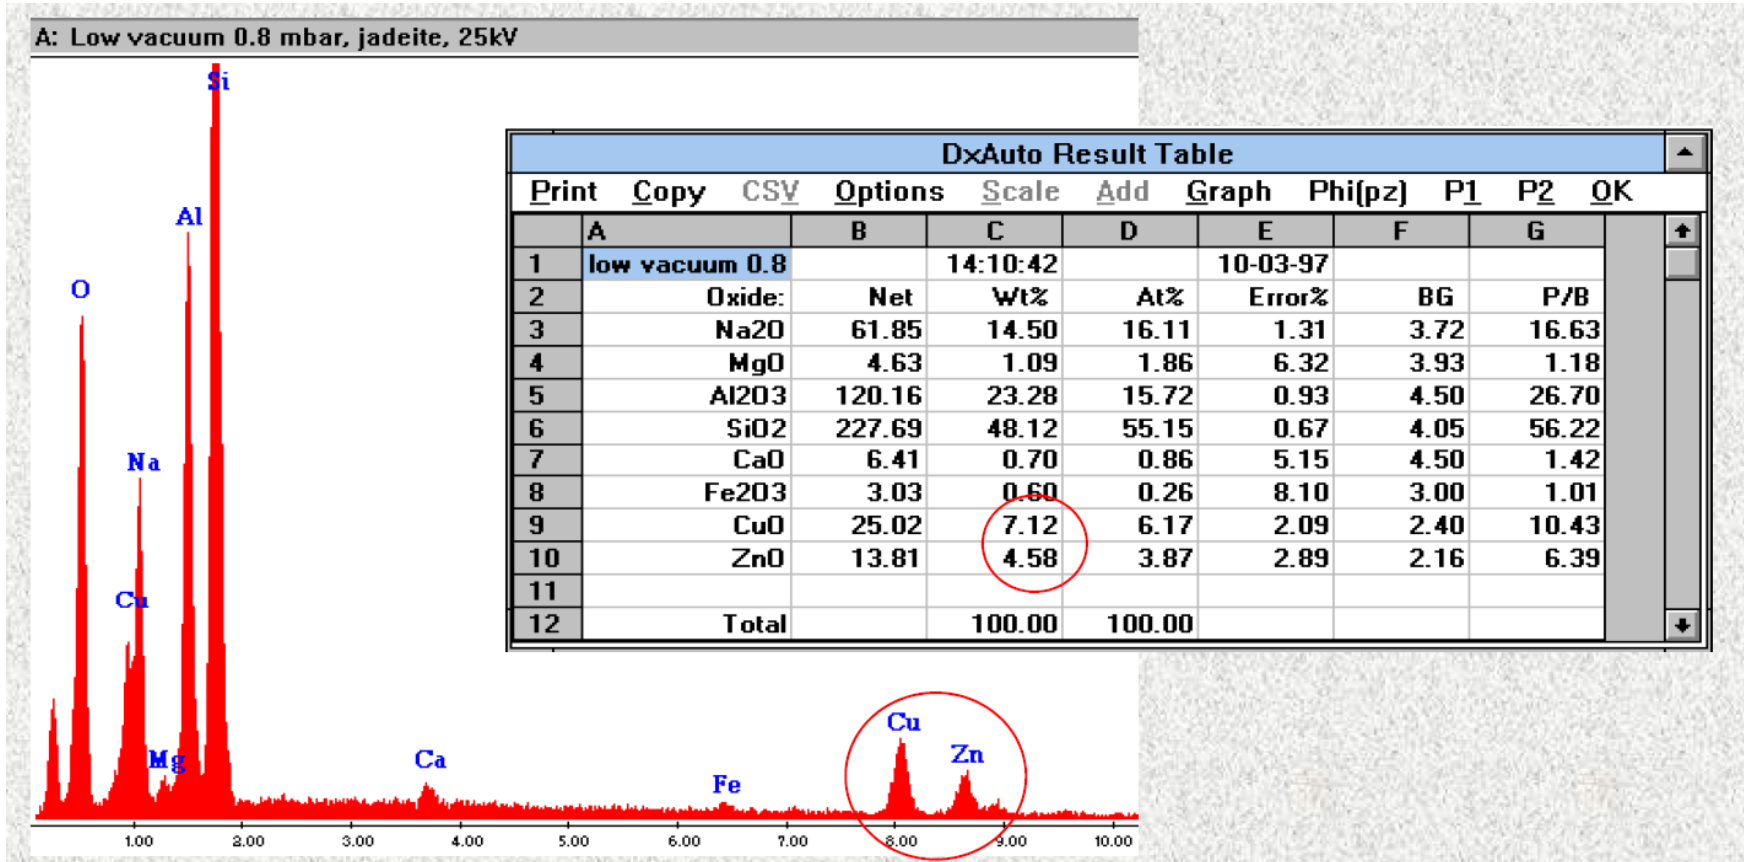 A: Low vacuum 0.8 mbar, jadeite, 25kV
Si
Al
O
Na
Cu
Mg
Ca
Fe
Cu
Zn
1.00 2.00 3.00 4.00 5.00 6.00 7.00 8.00 9.00 10.00
DxAuto Result Table
Print Copy CSV Options Scale Add Graph Phi(pz) P1 P2 OK
A B C D E F G
1 low vacuum 0.8 14:10:42 10-03-97
2 Oxide: Net Wt% At% Error% BG P/B
3 Na2O 61.85 14.50 16.11 1.31 3.72 16.63
4 MgO 4.63 1.09 1.86 6.32 3.93 1.18
5 Al2O3 120.16 23.28 15.72 0.93 4.50 26.70
6 SiO2 227.69 48.12 55.15 0.67 4.05 56.22
7 CaO 6.41 0.70 0.86 5.15 4.50 1.42
8 Fe2O3 3.03 0.60 0.26 8.10 3.00 1.01
9 CuO 25.02 7.12 6.17 2.09 2.40 10.43
10 ZnO 13.81 4.58 3.87 2.89 2.16 6.39
11
12 Total 100.00 100.00